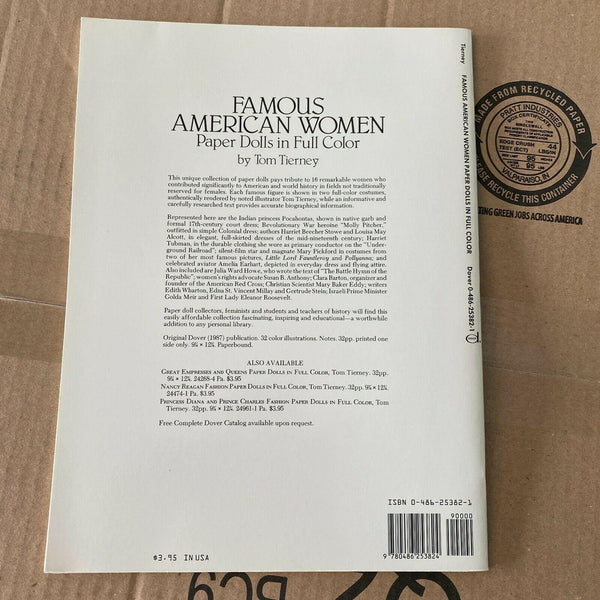 FAMOUS
AMERICAN WOMEN
Paper Dolls in Full Color
by Tom Tierney
This unique collection of paper dolls pays tribute to 16 remarkable women who
contributed significantly to American and world history in fields not traditionally
reserved for females. Each famous figure is shown in two full-color costumes,
authentically rendered by noted illustrator Tom Tierney, while an informative and
carefully researched text provides accurate biographical information.
Represented here are the Indian princess Pocahontas, shown in native garb and
formal 17th-century court dress; Revolutionary War heroine "Molly Pitcher,"
outfitted in simple Colonial dress; authors Harriet Beecher Stowe and Louisa May
Alcott, in elegant, full-skirted dresses of the mid-nineteenth century; Harriet
Tubman, in the durable clothing she wore as primary conductor on the "Under-
ground Railroad"; silent-film star and magnate Mary Pickford in costumes from
two of her most famous pictures, Little Lord Fauntleroy and Pollyanna; and
celebrated aviator Amelia Earhart, depicted in everyday dress and flying attire.
Also included are Julia Ward Howe, who wrote the text of "The Battle Hymn of the
Republic"; women's rights advocate Susan B. Anthony; Clara Barton, organizer and
founder of the American Red Cross; Christian Scientist Mary Baker Eddy; writers
Edith Wharton, Edna St. Vincent Millay and Gertrude Stein; Israeli Prime Minister
Golda Meir and First Lady Eleanor Roosevelt.
Paper doll collectors, feminists and students and teachers of history will find this
easily affordable collection fascinating, inspiring and educational—a worthwhile
addition to any personal library.
Original Dover (1987) publication. 32 color illustrations. Notes. 32pp. printed one
side only. 9¼ × 12¼. Paperbound.
ALSO AVAILABLE
GREAT EMPRESSES AND QUEENS PAPER DOLLS IN FULL COLOR, Tom Tierney. 32pp.
9¼ × 12¼. 24268-4 Pa. $3.95
NANCY REAGAN FASHION PAPER DOLLS IN FULL COLOR, Tom Tierney. 32pp. 9¼ × 12¼.
24474-1 Pa. $3.95
PRINCESS DIANA AND PRINCE CHARLES FASHION PAPER DOLLS IN FULL COLOR, Tom
Tierney. 32pp. 9¼ × 12¼. 24961-1 Pa. $3.95
Free Complete Dover Catalog available upon request.
ISBN 0-486-25382-1
90000
9 780486 253824
$3.95 IN USA
Tierney FAMOUS AMERICAN WOMEN PAPER DOLLS IN FULL COLOR Dover 0-486-25382-1
MADE FROM RECYCLED PAPER
PRATT INDUSTRIES
BOX CERTIFICATE
SINGLEWALL
EDGE CRUSH
TEST (ECT) 44
LBS/IN
SIZE LIMIT 95
95
LBS
VALPARAISO, IN
PLEASE RECYCLE THIS CONTAINER
GREEN JOBS ACROSS AMERICA